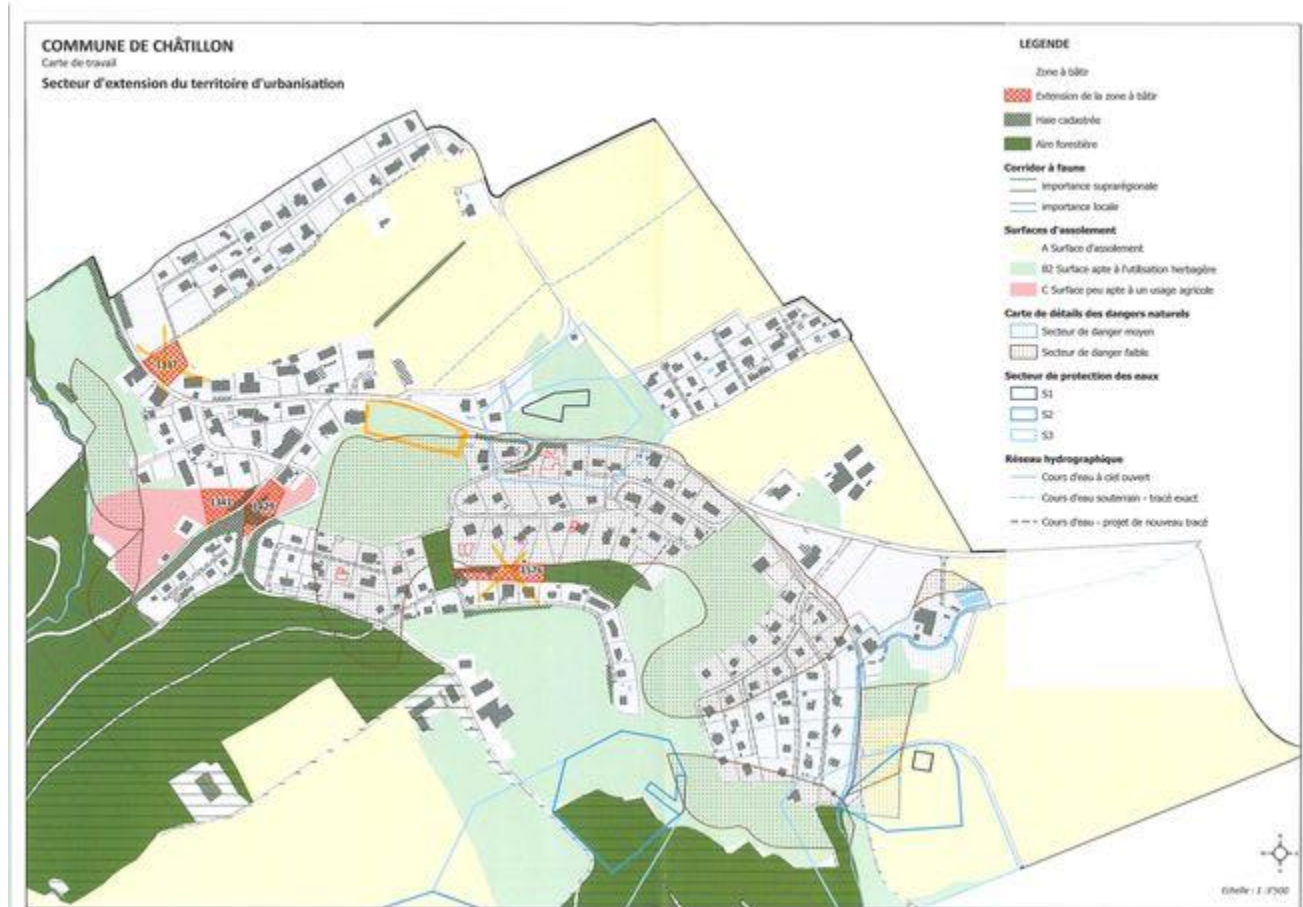 COMMUNE DE CHÂTILLON
Carte de travail
Secteur d'extension du territoire d'urbanisation
LEGENDE
Zone à bâtir
Extension de la zone à bâtir
Haie cadastrée
Aire forestière
Corridor à faune
importance suprarégionale
importance locale
Surfaces d'assolement
A Surface d'assolement
B2 Surface apte à l'utilisation herbagère
C Surface peu apte à un usage agricole
Carte de détails des dangers naturels
Secteur de danger moyen
Secteur de danger faible
Secteur de protection des eaux
S1
S2
S3
Réseau hydrographique
Cours d'eau à ciel ouvert
Cours d'eau souterrain - tracé exact
Cours d'eau - projet de nouveau tracé